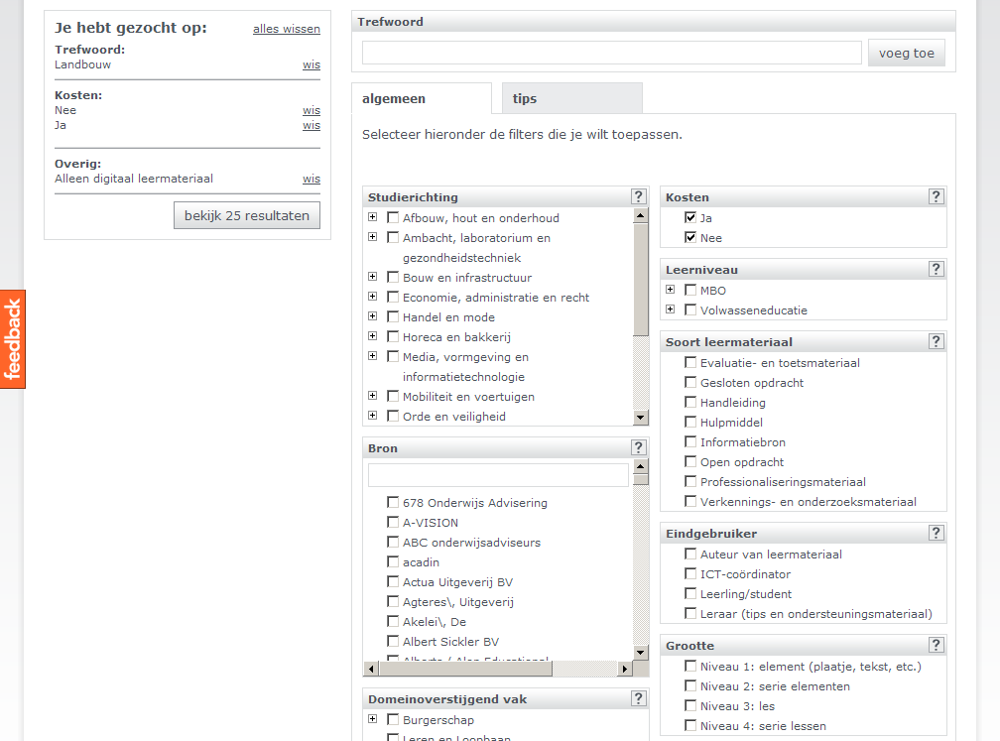 Je hebt gezocht op:
alles wissen
Trefwoord:
Landbouw wis
Kosten:
Nee wis
Ja wis
Overig:
Alleen digitaal leermateriaal wis
bekijk 25 resultaten
feedback
Trefwoord
voeg toe
algemeen
tips
Selecteer hieronder de filters die je wilt toepassen.
Studierichting ?
Afbouw, hout en onderhoud
Ambacht, laboratorium en
gezondheidstechniek
Bouw en infrastructuur
Economie, administratie en recht
Handel en mode
Horeca en bakkerij
Media, vormgeving en
informatietechnologie
Mobiliteit en voertuigen
Orde en veiligheid
Bron ?
678 Onderwijs Advisering
A-VISION
ABC onderwijsadviseurs
acadin
Actua Uitgeverij BV
Agteres\, Uitgeverij
Akelei\, De
Albert Sickler BV
Alberts / Alan Educational
Domeinoverstijgend vak ?
Burgerschap
Leren en Loopbaan
Kosten ?
Ja
Nee
Leerniveau ?
MBO
Volwasseneducatie
Soort leermateriaal ?
Evaluatie- en toetsmateriaal
Gesloten opdracht
Handleiding
Hulpmiddel
Informatiebron
Open opdracht
Professionaliseringsmateriaal
Verkennings- en onderzoeksmateriaal
Eindgebruiker ?
Auteur van leermateriaal
ICT-coördinator
Leerling/student
Leraar (tips en ondersteuningsmateriaal)
Grootte ?
Niveau 1: element (plaatje, tekst, etc.)
Niveau 2: serie elementen
Niveau 3: les
Niveau 4: serie lessen